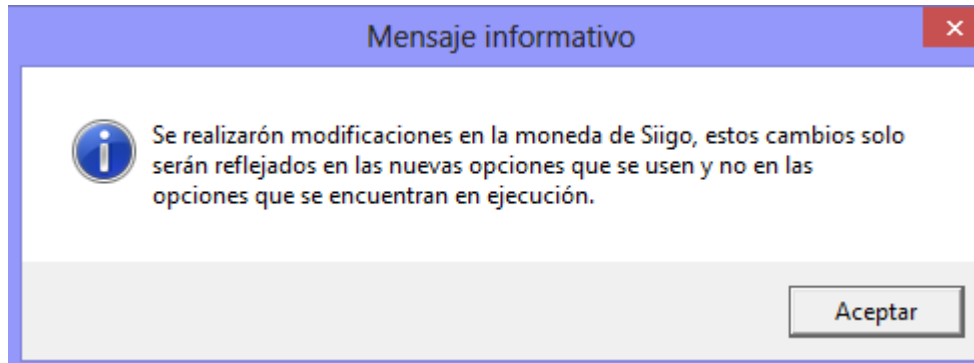 Mensaje informativo
Se realizarón modificaciones en la moneda de Siigo, estos cambios solo
serán reflejados en las nuevas opciones que se usen y no en las
opciones que se encuentran en ejecución.
Aceptar